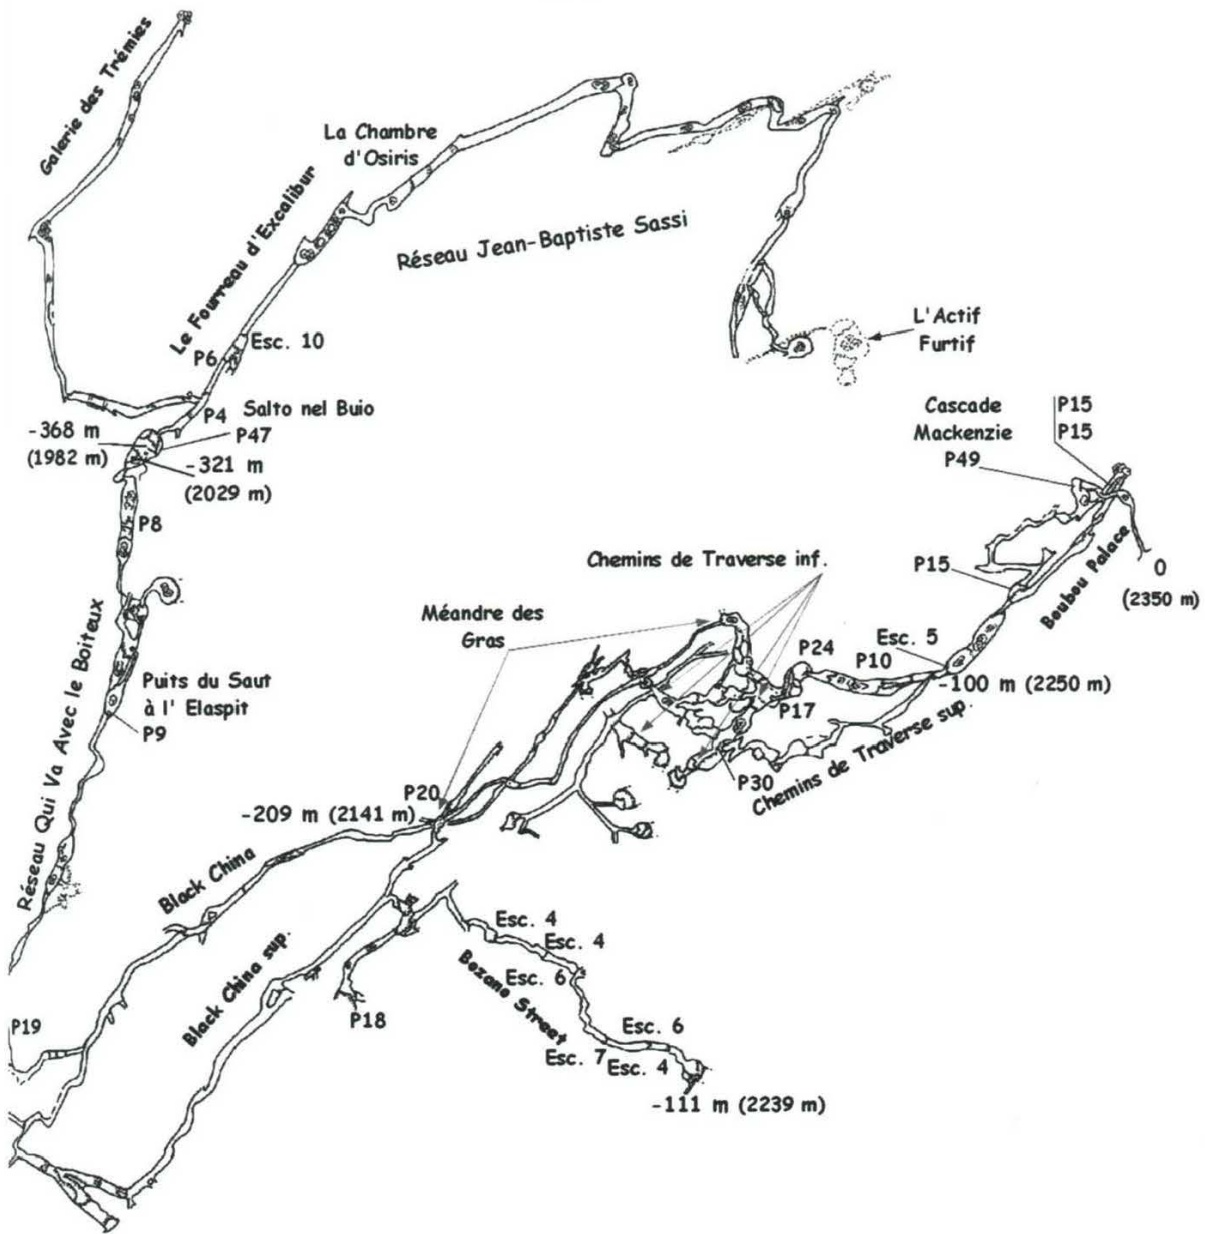 Galerie des Trémies
La Chambre
d'Osiris
Le Fourreau d'Excalibur
Réseau Jean-Baptiste Sassi
L'Actif
Furtif
Esc. 10
P6
P4
Salto nel Buio
P47
-368 m
(1982 m)
-321 m
(2029 m)
P8
Cascade
Mackenzie
P15
P15
P49
P15
Boubou Palace
0
(2350 m)
Chemins de Traverse inf.
Méandre des
Gras
Esc. 5
P24
P10
-100 m (2250 m)
P17
Chemins de Traverse sup.
P30
Réseau Qui Va Avec le Boiteux
Puits du Saut
à l' Elaspit
P9
P20
-209 m (2141 m)
Black China
Black China sup.
P18
P19
Esc. 4
Esc. 4
Esc. 6
Bozano Street
Esc. 6
Esc. 7
Esc. 4
-111 m (2239 m)